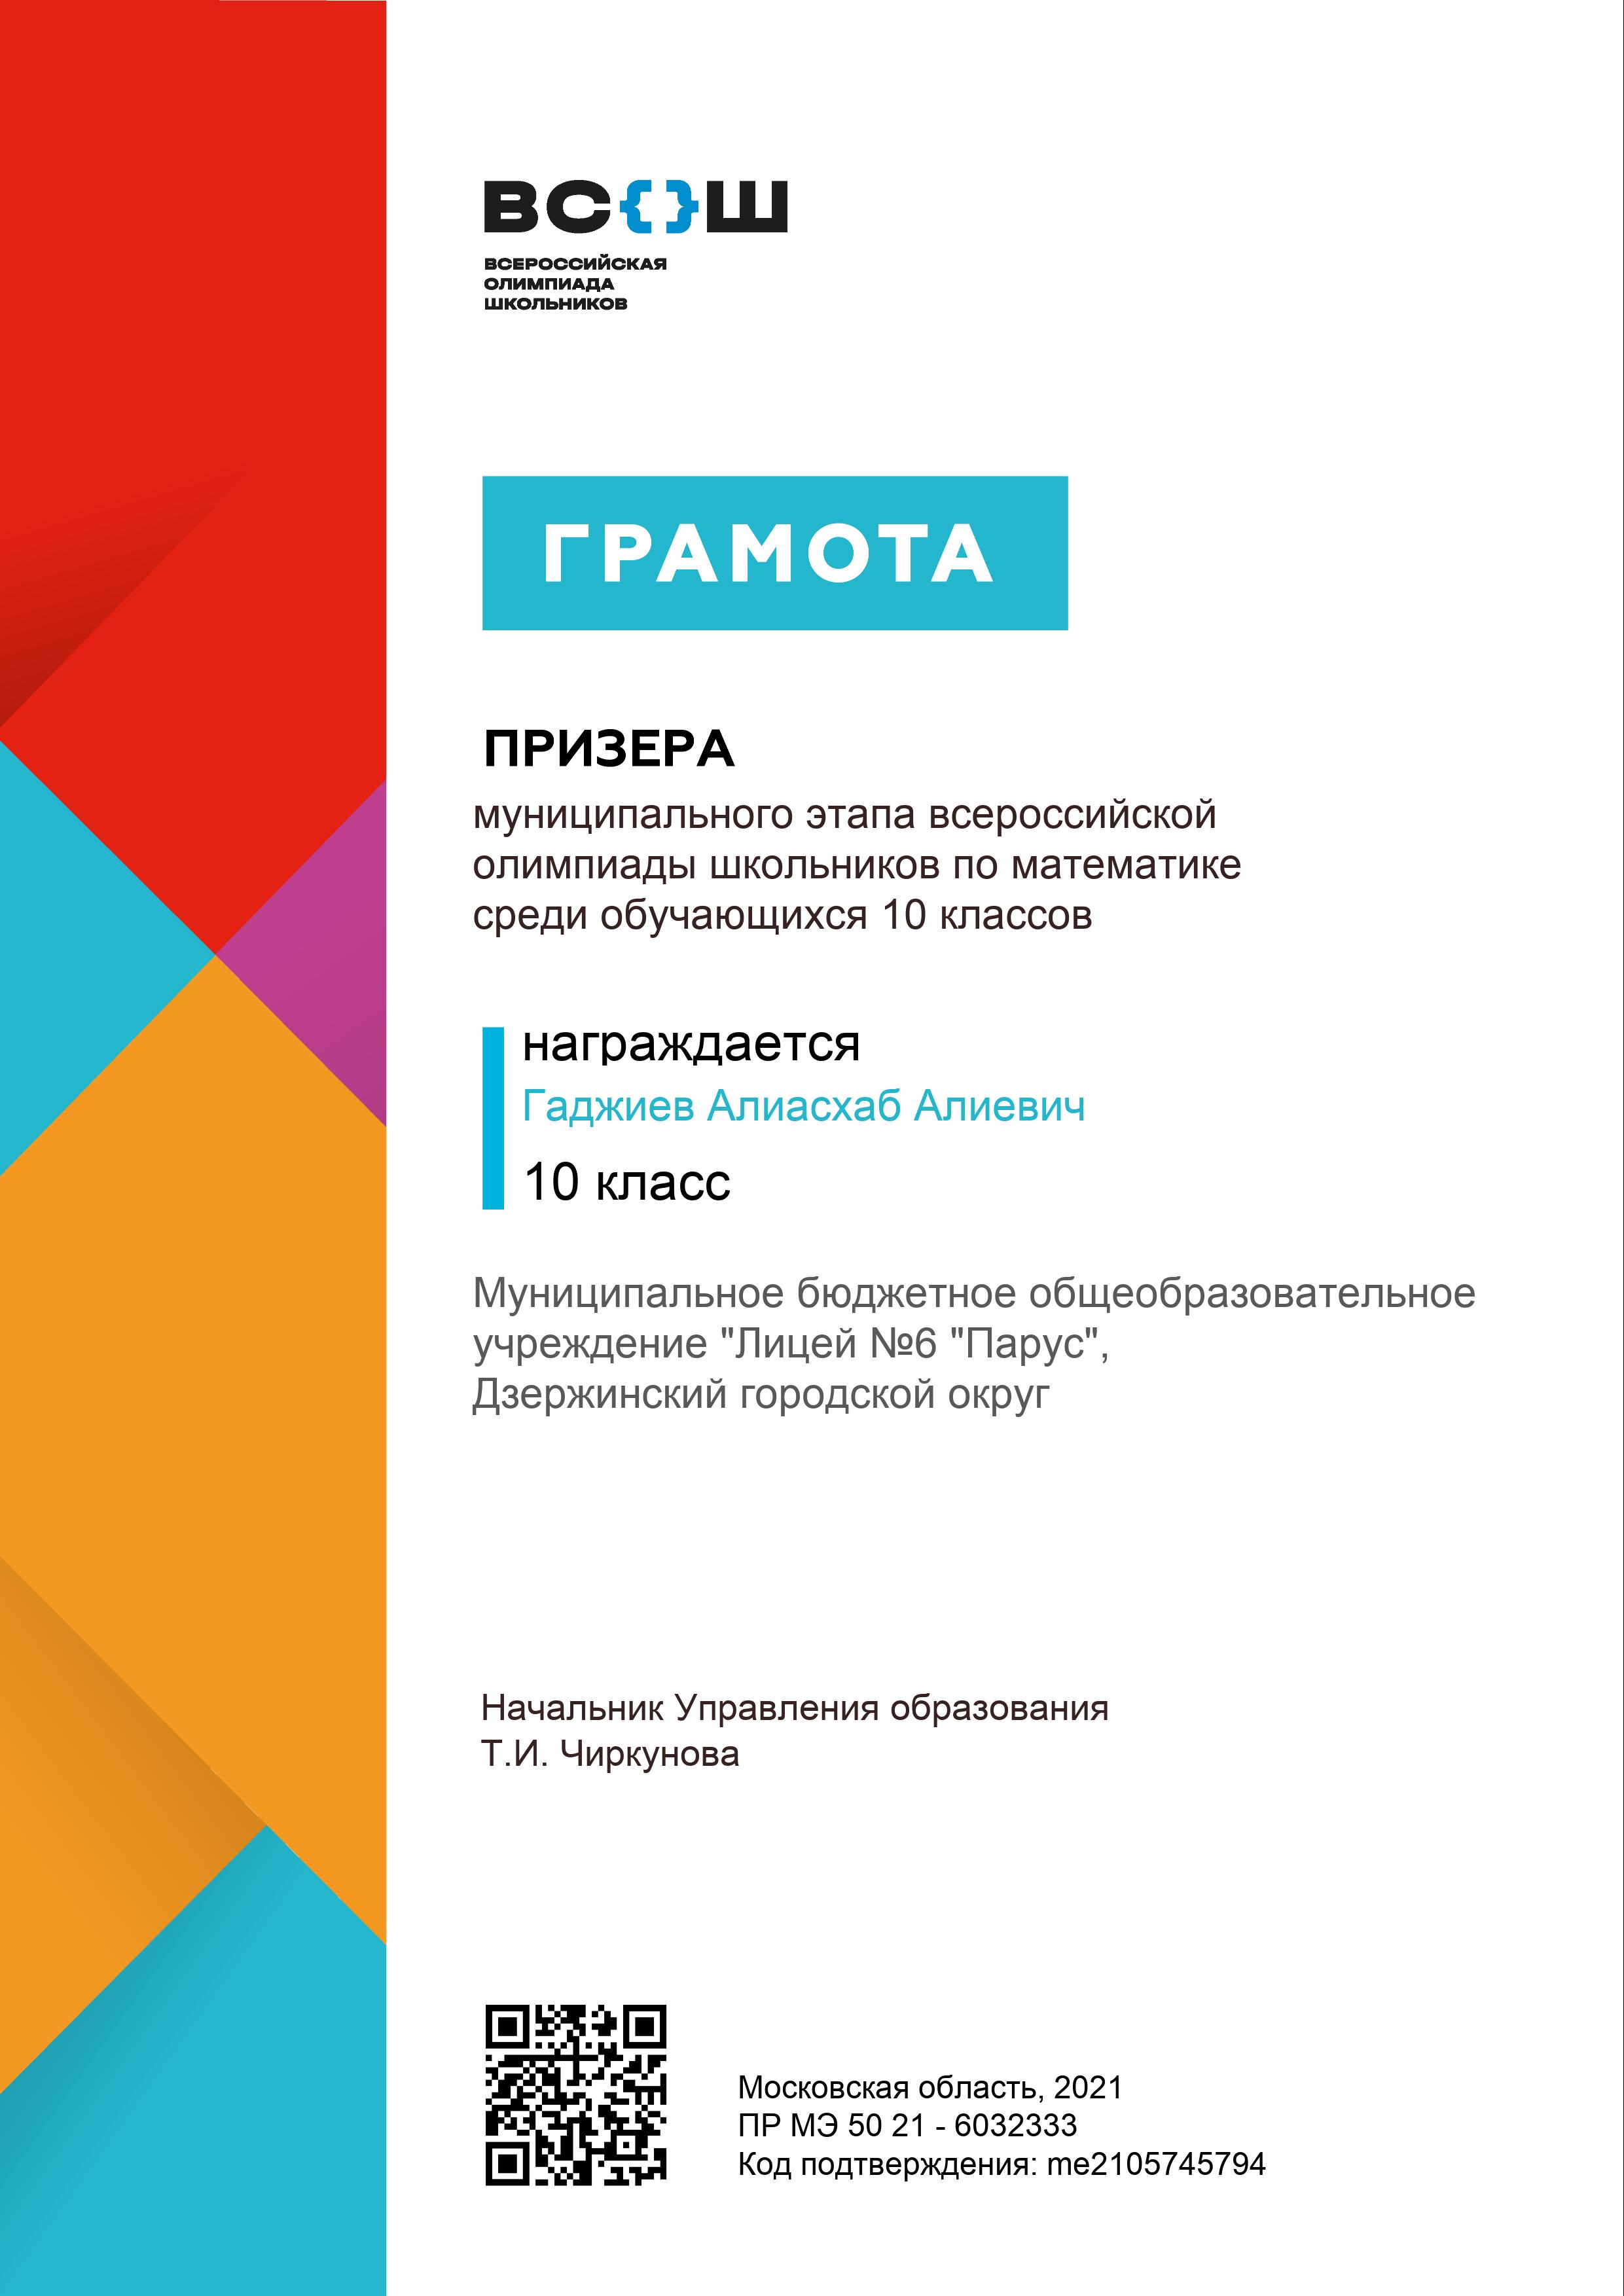 ВСОШ
ВСЕРОССИЙСКАЯ
ОЛИМПИАДА
ШКОЛЬНИКОВ
ГРАМОТА
ПРИЗЕРА
муниципального этапа всероссийской
олимпиады школьников по математике
среди обучающихся 10 классов
награждается
Гаджиев Алиасхаб Алиевич
10 класс
Муниципальное бюджетное общеобразовательное
учреждение "Лицей №6 "Парус",
Дзержинский городской округ
Начальник Управления образования
Т.И. Чиркунова
Московская область, 2021
ПР МЭ 50 21 - 6032333
Код подтверждения: me2105745794